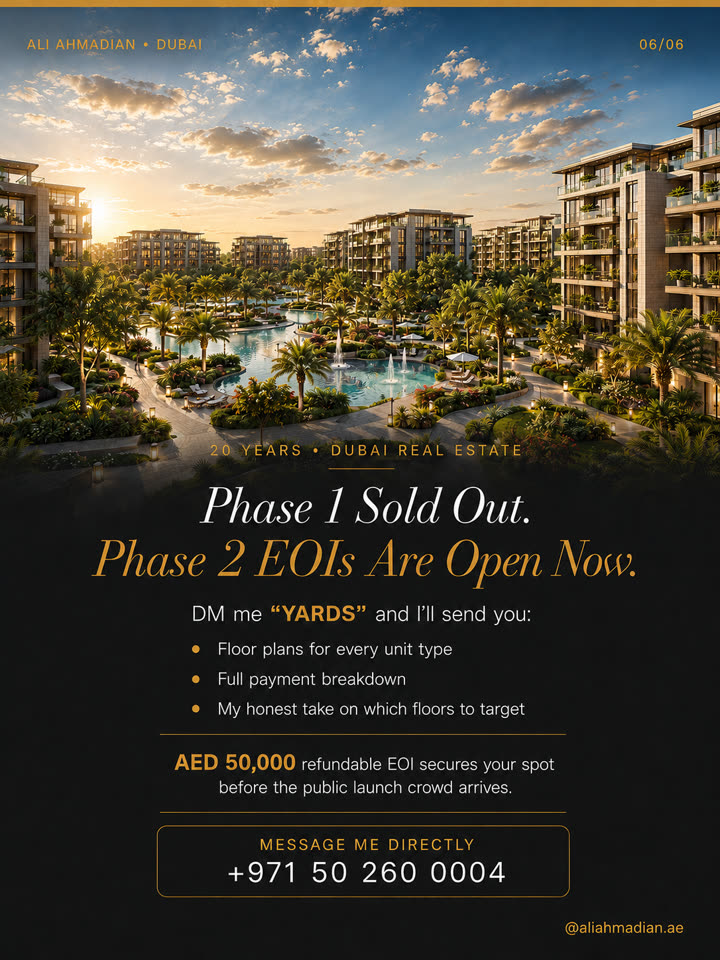 ALI AHMADIAN • DUBAI
06/06
20 YEARS • DUBAI REAL ESTATE
Phase 1 Sold Out.
Phase 2 EOIs Are Open Now.
DM me “YARDS” and I’ll send you:
• Floor plans for every unit type
• Full payment breakdown
• My honest take on which floors to target
AED 50,000 refundable EOI secures your spot
before the public launch crowd arrives.
MESSAGE ME DIRECTLY
+971 50 260 0004
@aliahmadian.ae